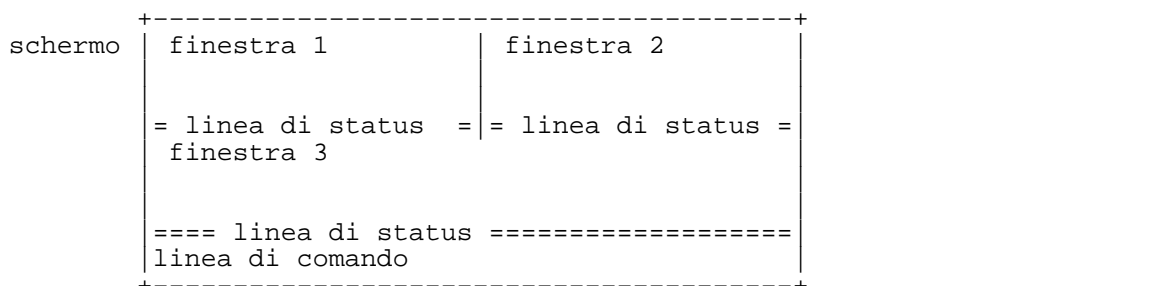 +----------------------------------------+
schermo | finestra 1 | finestra 2 |
= linea di status =|= linea di status =|
finestra 3
==== linea di status ===================|
linea di comando
+----------------------------------------+